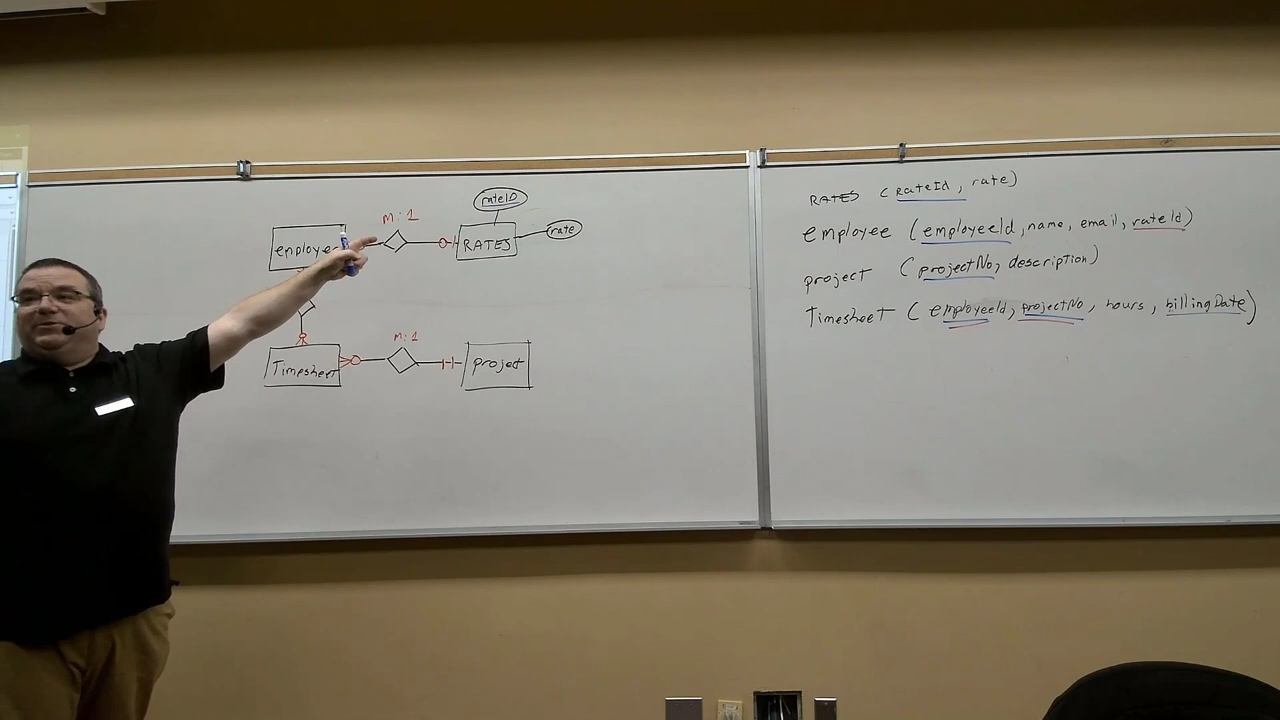 rateID
M:1
employee
RATES
rate
M:1
Timesheet
project
RATES (rateId, rate)
employee (employeeId, name, email, rateId)
project (projectNo, description)
Timesheet (employeeId, projectNo, hours, billingDate)